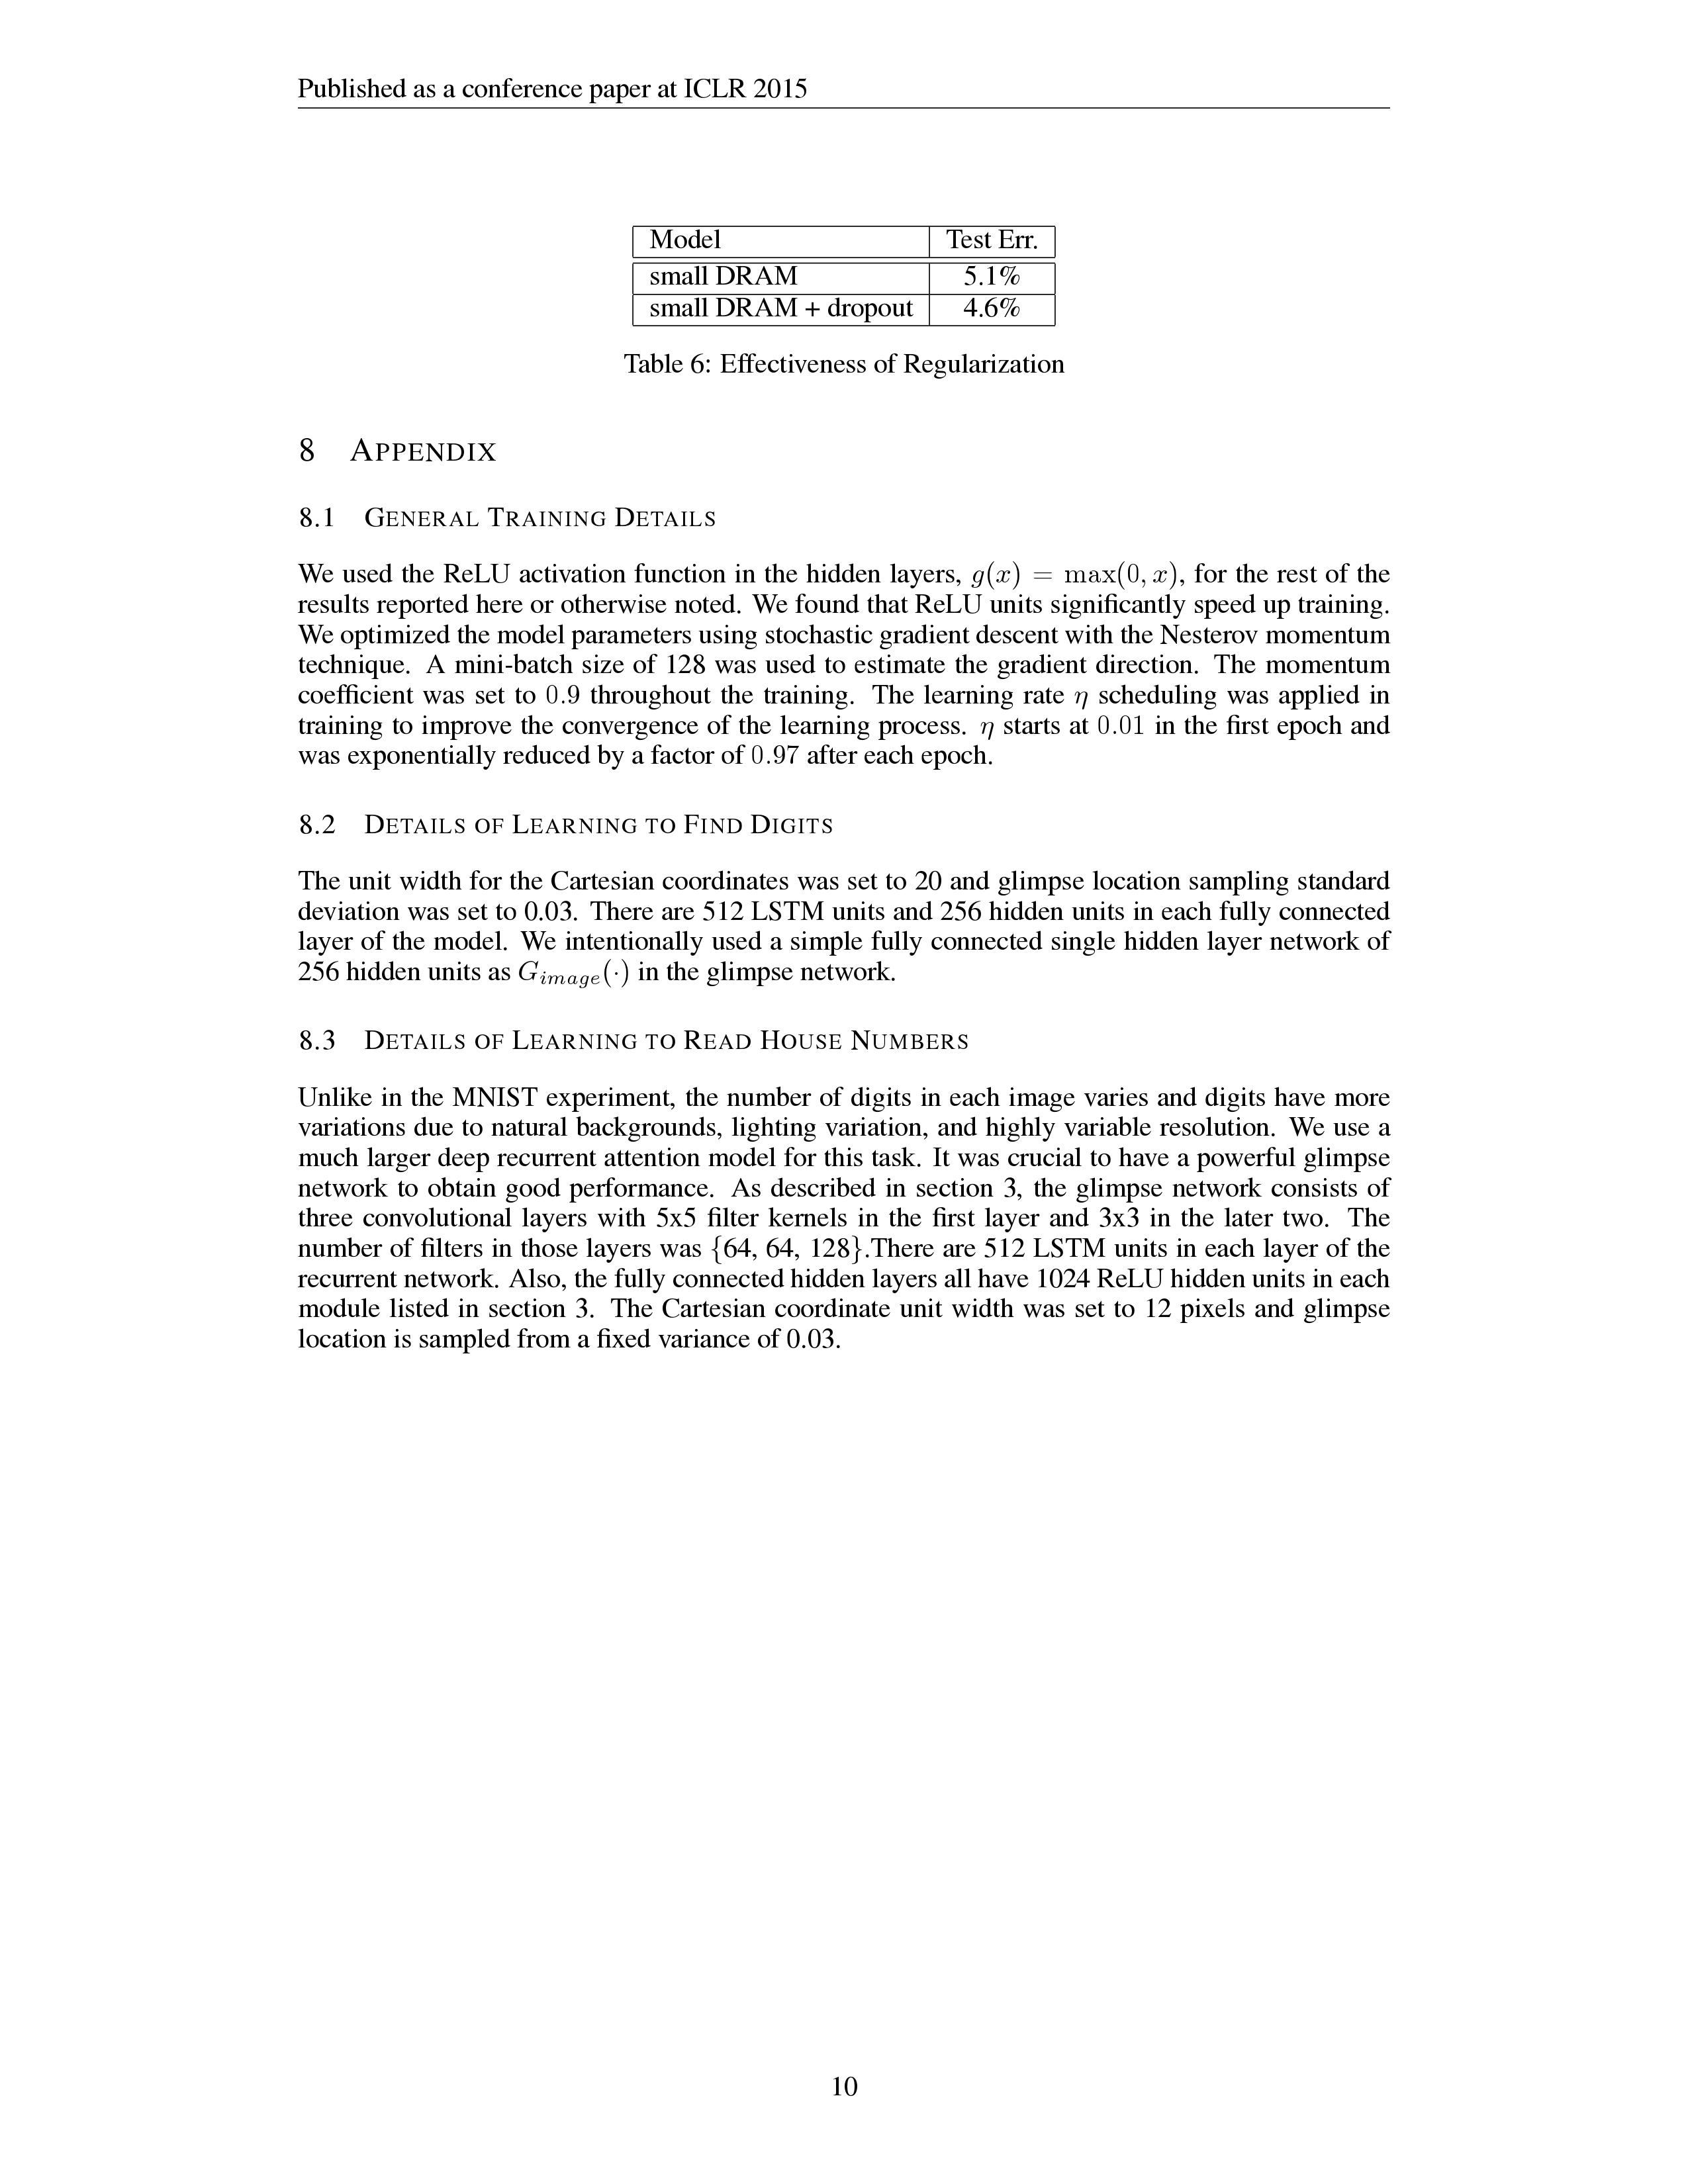 Published as a conference paper at ICLR 2015
Model Test Err.
small DRAM 5.1%
small DRAM + dropout 4.6%
Table 6: Effectiveness of Regularization
8 APPENDIX
8.1 GENERAL TRAINING DETAILS
We used the ReLU activation function in the hidden layers, g(x) = max(0, x), for the rest of the
results reported here or otherwise noted. We found that ReLU units significantly speed up training.
We optimized the model parameters using stochastic gradient descent with the Nesterov momentum
technique. A mini-batch size of 128 was used to estimate the gradient direction. The momentum
coefficient was set to 0.9 throughout the training. The learning rate η scheduling was applied in
training to improve the convergence of the learning process. η starts at 0.01 in the first epoch and
was exponentially reduced by a factor of 0.97 after each epoch.
8.2 DETAILS OF LEARNING TO FIND DIGITS
The unit width for the Cartesian coordinates was set to 20 and glimpse location sampling standard
deviation was set to 0.03. There are 512 LSTM units and 256 hidden units in each fully connected
layer of the model. We intentionally used a simple fully connected single hidden layer network of
256 hidden units as G_image(·) in the glimpse network.
8.3 DETAILS OF LEARNING TO READ HOUSE NUMBERS
Unlike in the MNIST experiment, the number of digits in each image varies and digits have more
variations due to natural backgrounds, lighting variation, and highly variable resolution. We use a
much larger deep recurrent attention model for this task. It was crucial to have a powerful glimpse
network to obtain good performance. As described in section 3, the glimpse network consists of
three convolutional layers with 5x5 filter kernels in the first layer and 3x3 in the later two. The
number of filters in those layers was {64, 64, 128}.There are 512 LSTM units in each layer of the
recurrent network. Also, the fully connected hidden layers all have 1024 ReLU hidden units in each
module listed in section 3. The Cartesian coordinate unit width was set to 12 pixels and glimpse
location is sampled from a fixed variance of 0.03.
10